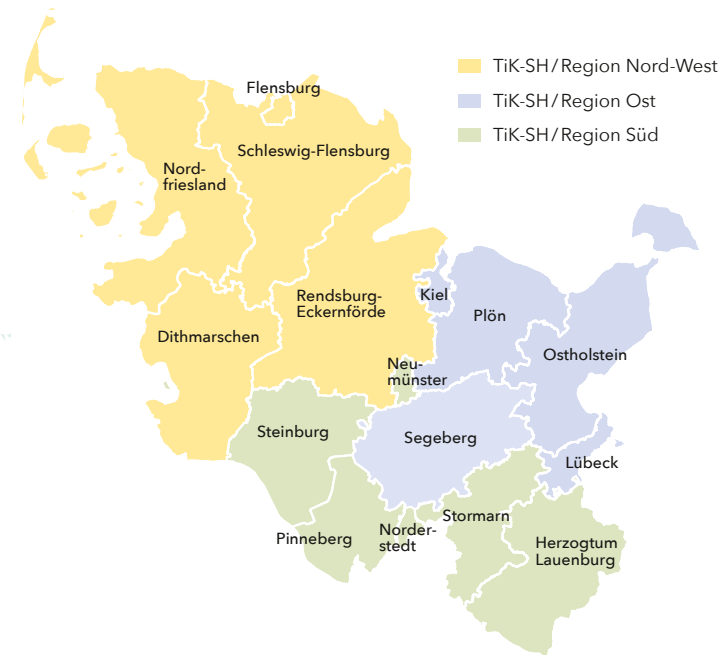 TiK-SH/Region Nord-West
TiK-SH/Region Ost
TiK-SH/Region Süd
Flensburg
Schleswig-Flensburg
Nord-
friesland
Rendsburg-
Eckernförde
Kiel
Plön
Dithmarschen
Ostholstein
Neu-
münster
Steinburg
Segeberg
Lübeck
Stormarn
Norder-
stedt
Pinneberg
Herzogtum
Lauenburg